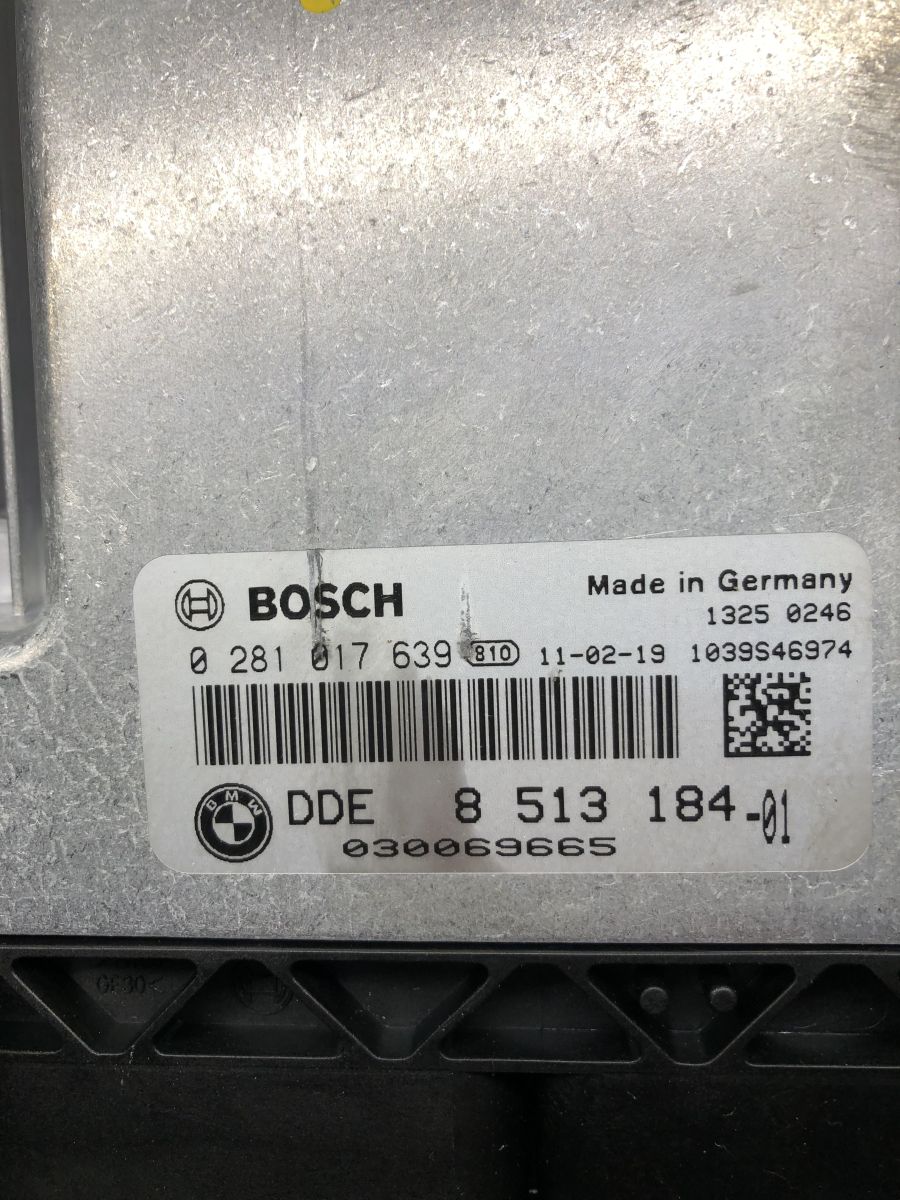 BOSCH
Made in Germany
1325 0246
0 281 017 639 810 11-02-19 1039S46974
BMW DDE 8 513 184-01
030069665